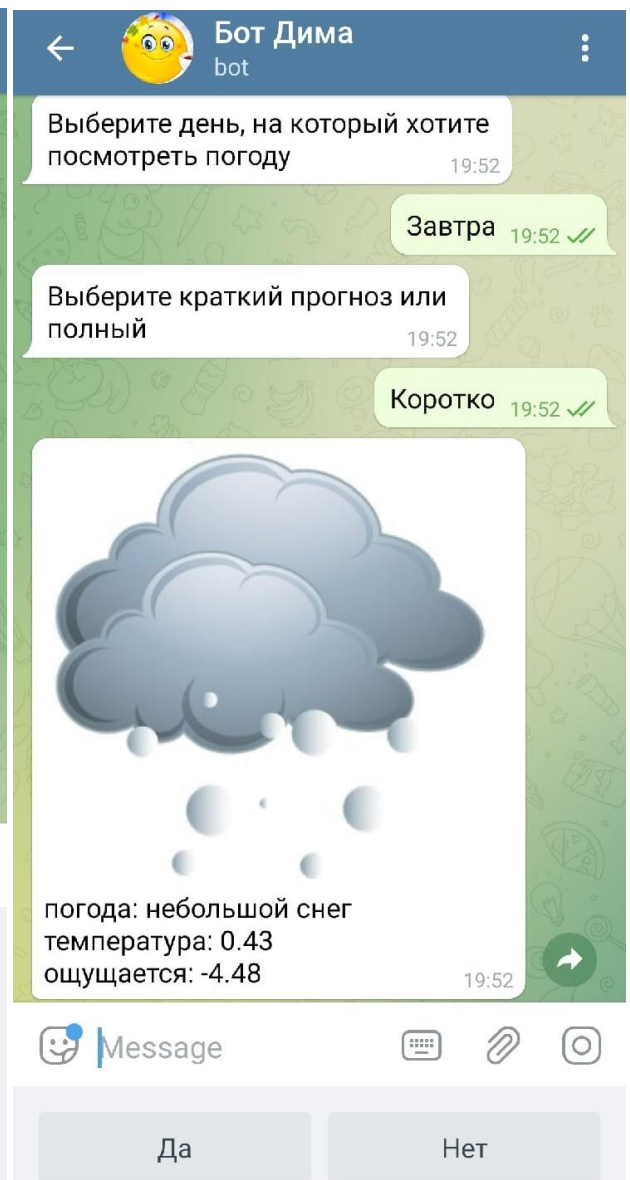 Бот Дима
bot
Выберите день, на который хотите
посмотреть погоду
19:52
Завтра 19:52
Выберите краткий прогноз или
полный
19:52
Коротко 19:52
погода: небольшой снег
температура: 0.43
ощущается: -4.48
19:52
Message
Да
Нет